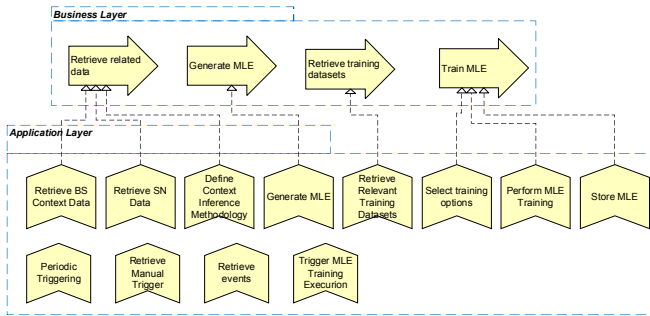 Business Layer
Retrieve related
data
Generate MLE
Retrieve training
datasets
Train MLE
Application Layer
Retrieve BS
Context Data
Retrieve SN
Data
Define
Context
Inference
Methodology
Generate MLE
Retrieve
Relevant
Training
Datasets
Select training
options
Perform MLE
Training
Store MLE
Periodic
Triggering
Retrieve
Manual
Trigger
Retrieve
events
Trigger MLE
Training
Execurion